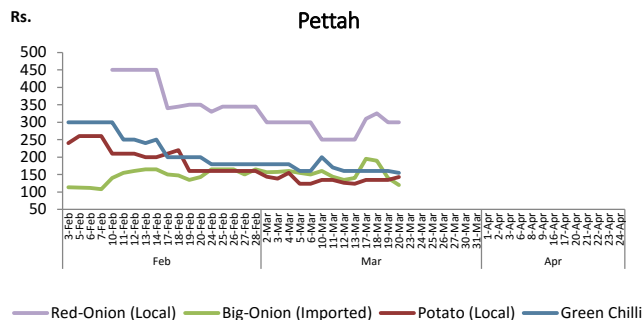 Pettah
Rs.
500
450
400
350
300
250
200
150
100
50
3-Feb
5-Feb
6-Feb
7-Feb
10-Feb
11-Feb
12-Feb
13-Feb
14-Feb
17-Feb
18-Feb
19-Feb
20-Feb
24-Feb
25-Feb
26-Feb
27-Feb
28-Feb
2-Mar
3-Mar
4-Mar
5-Mar
6-Mar
10-Mar
11-Mar
12-Mar
13-Mar
17-Mar
18-Mar
19-Mar
20-Mar
23-Mar
24-Mar
25-Mar
26-Mar
27-Mar
30-Mar
31-Mar
1-Apr
2-Apr
3-Apr
6-Apr
8-Apr
9-Apr
16-Apr
17-Apr
20-Apr
21-Apr
22-Apr
23-Apr
24-Apr
Feb
Mar
Apr
Red-Onion (Local)
Big-Onion (Imported)
Potato (Local)
Green Chilli